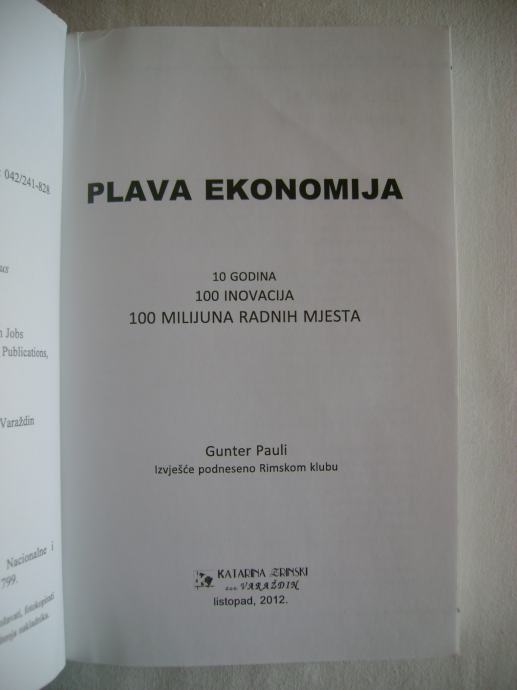 : 042/241-828
us
n Jobs
Publications,
Varaždin
Nacionalne i
799.
PLAVA EKONOMIJA
10 GODINA
100 INOVACIJA
100 MILIJUNA RADNIH MJESTA
Gunter Pauli
Izvješće podneseno Rimskom klubu
KATARINA ZRINSKI
d.o.o. VARAŽDIN
listopad, 2012.